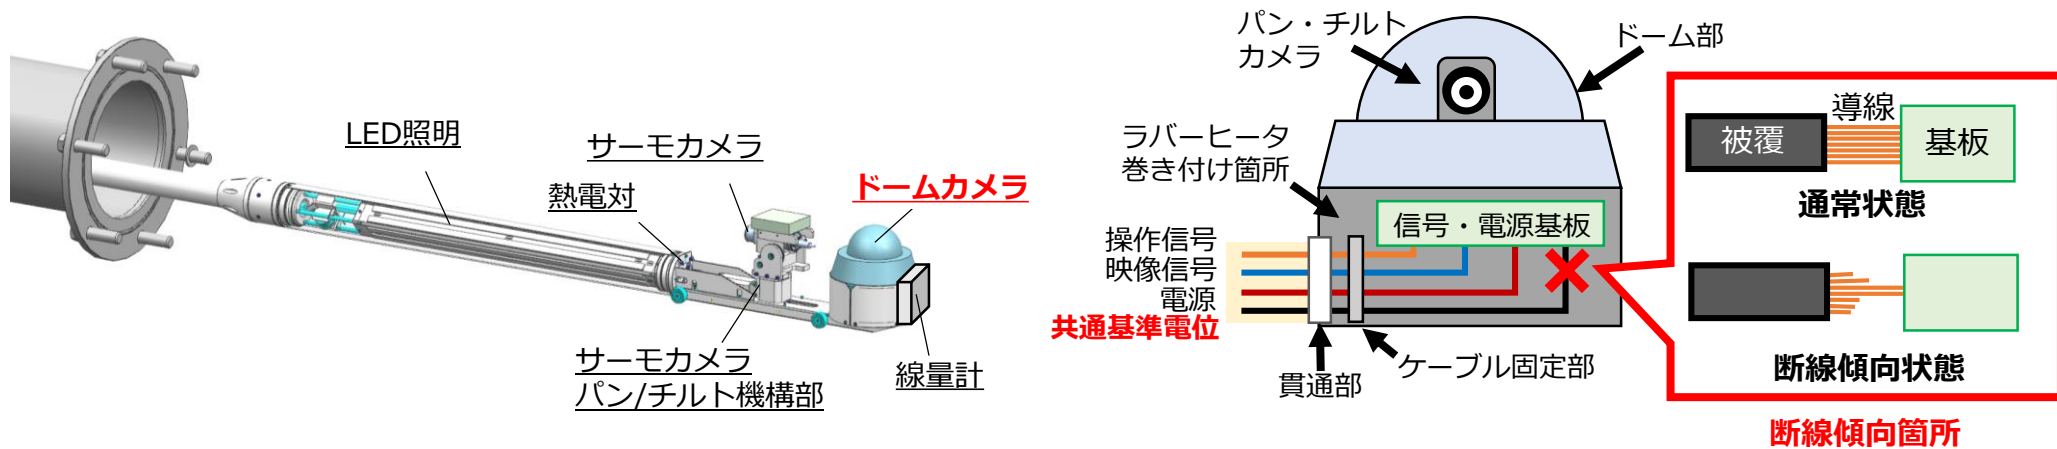 LED照明
サーモカメラ
熱電対
ドームカメラ
サーモカメラ
パン/チルト機構部
線量計
パン・チルト
カメラ
ドーム部
ラバーヒータ
巻き付け箇所
信号・電源基板
操作信号
映像信号
電源
共通基準電位
貫通部
ケーブル固定部
導線
被覆
基板
通常状態
断線傾向状態
断線傾向箇所